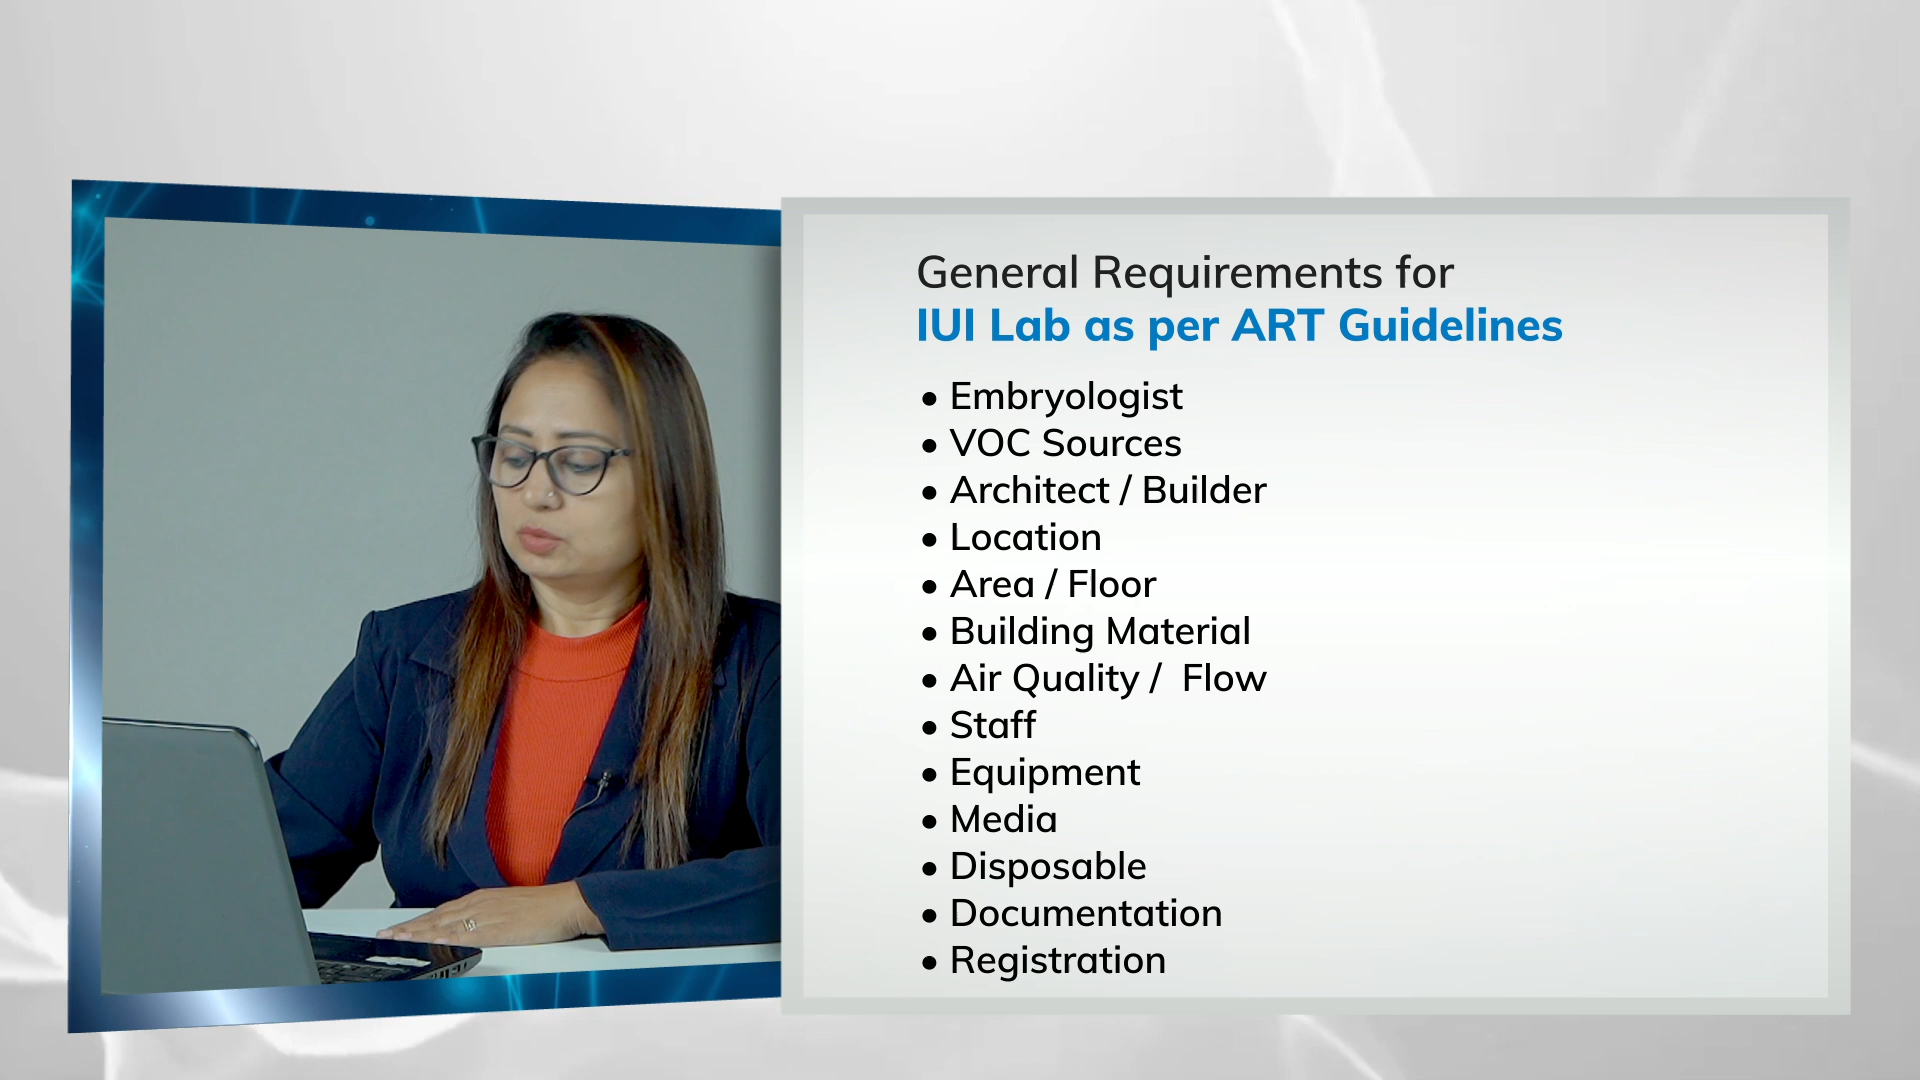 General Requirements for
IUI Lab as per ART Guidelines
• Embryologist
• VOC Sources
• Architect / Builder
• Location
• Area / Floor
• Building Material
• Air Quality /  Flow
• Staff
• Equipment
• Media
• Disposable
• Documentation
• Registration